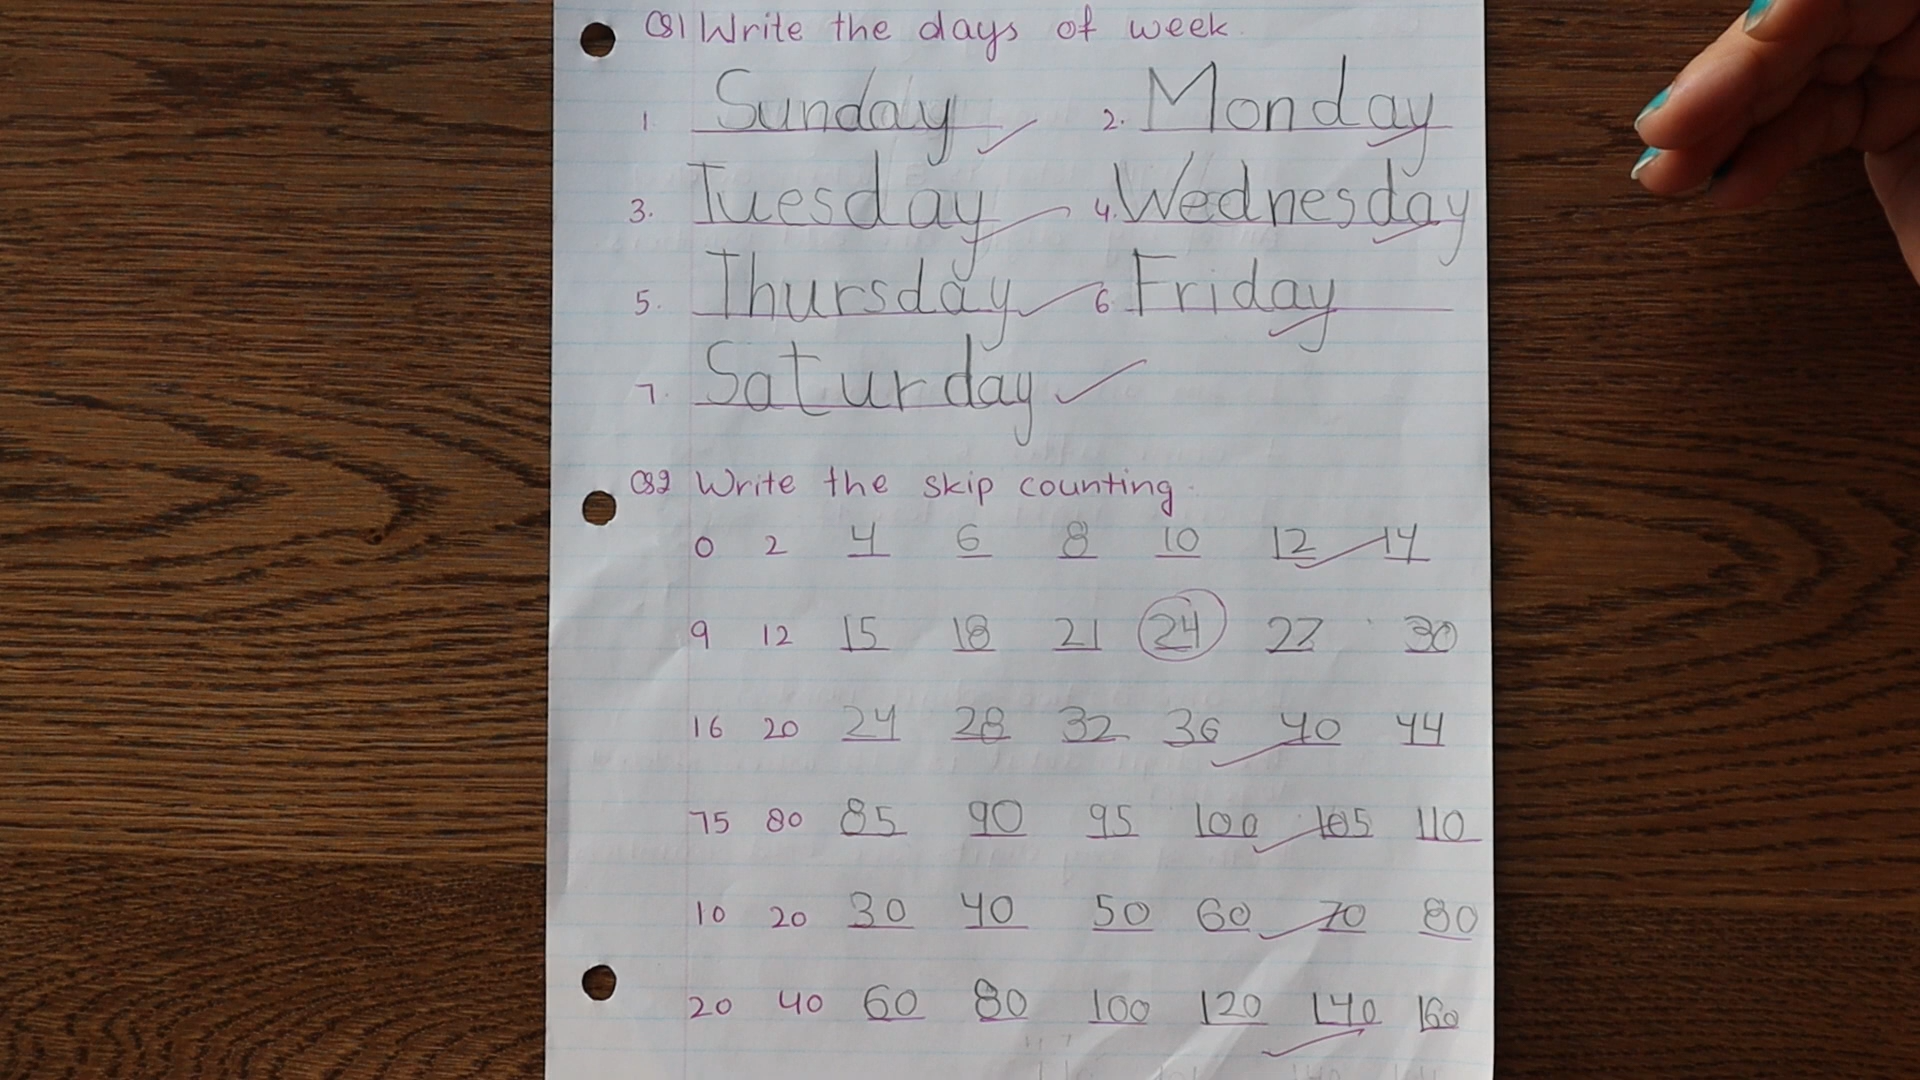 Q1 Write the days of week.
1. Sunday 2. Monday
3. Tuesday 4. Wednesday
5. Thursday 6. Friday
7. Saturday
Q2 Write the skip counting.
0 2 4 6 8 10 12 14
9 12 15 18 21 24 27 30
16 20 24 28 32 36 40 44
75 80 85 90 95 100 105 110
10 20 30 40 50 60 70 80
20 40 60 80 100 120 140 160